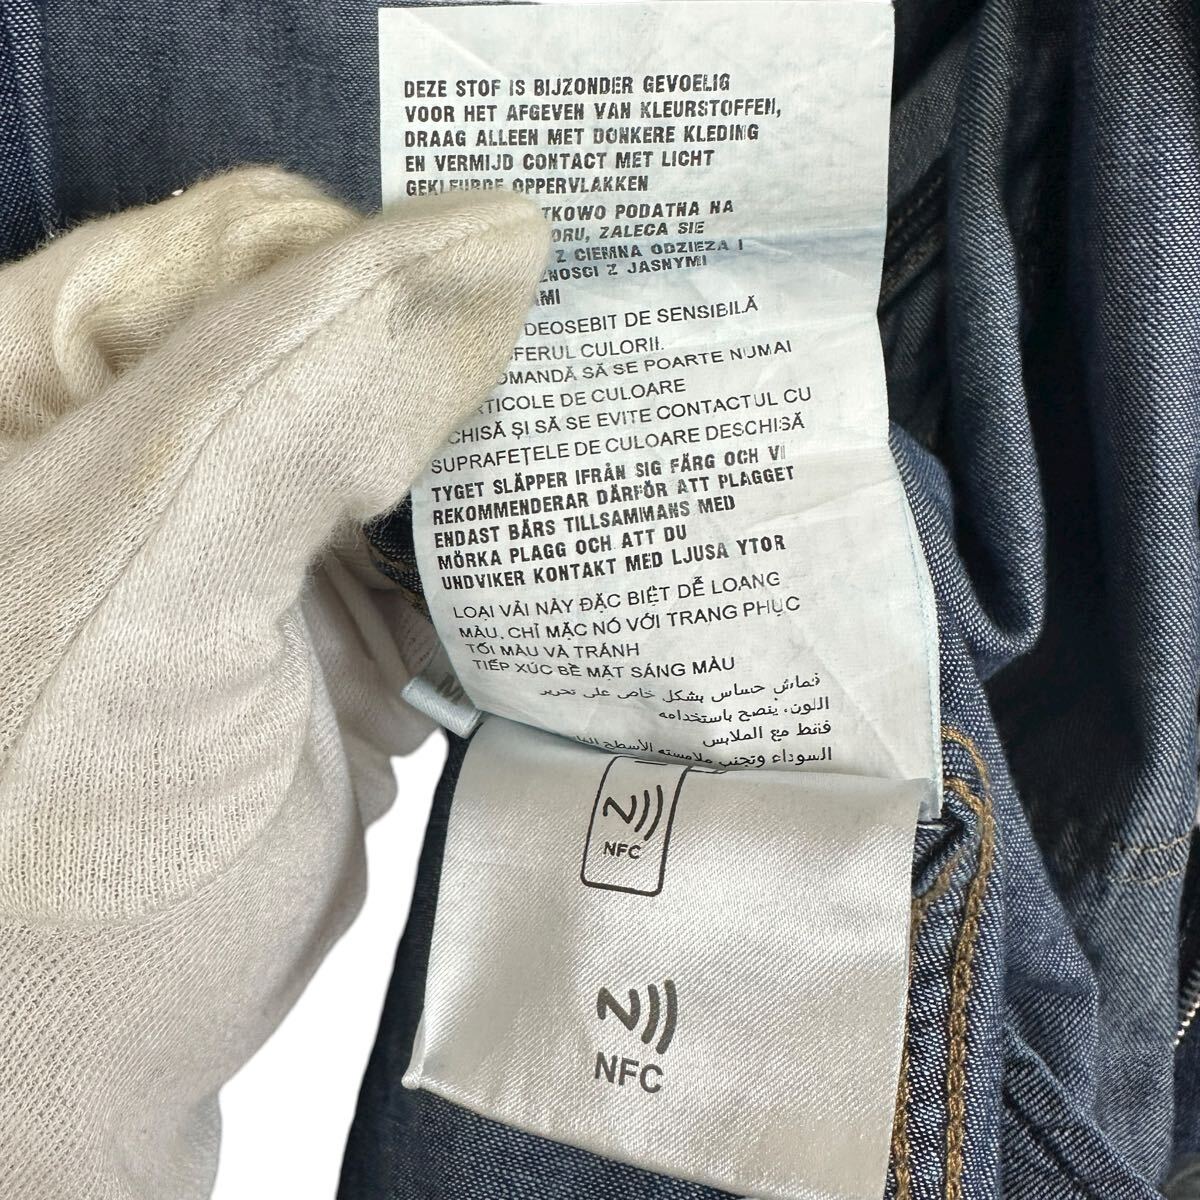 DEZE STOF IS BIJZONDER GEVOELIG
VOOR HET AFGEVEN VAN KLEURSTOFFEN,
DRAAG ALLEEN MET DONKERE KLEDING
EN VERMIJD CONTACT MET LICHT
GEKLEURDE OPPERVLAKKEN
TKOWO PODATNA NA
ORU, ZALECA SIE
Z CIEMNA ODZIEZA I
ZNOSCI Z JASNYMI
AMI
DEOSEBIT DE SENSIBILĂ
FERUL CULORII.
OMANDĂ SĂ SE POARTE NUMAI
RTICOLE DE CULOARE
CHISĂ ȘI SĂ SE EVITE CONTACTUL CU
SUPRAFEȚELE DE CULOARE DESCHISĂ
TYGET SLÄPPER IFRÅN SIG FÄRG OCH VI
REKOMMENDERAR DÄRFÖR ATT PLAGGET
ENDAST BÄRS TILLSAMMANS MED
MÖRKA PLAGG OCH ATT DU
UNDVIKER KONTAKT MED LJUSA YTOR
LOẠI VẢI NÀY ĐẶC BIỆT DỄ LOANG
MÀU, CHỈ MẶC NÓ VỚI TRANG PHỤC
TỐI MÀU VÀ TRÁNH
TIẾP XÚC BỀ MẶT SÁNG MÀU
قماش حساس بشكل خاص على تحرير
اللون، ينصح باستخدامه
فقط مع الملابس
السوداء وتجنب ملامسته الأسطح
NFC
NFC